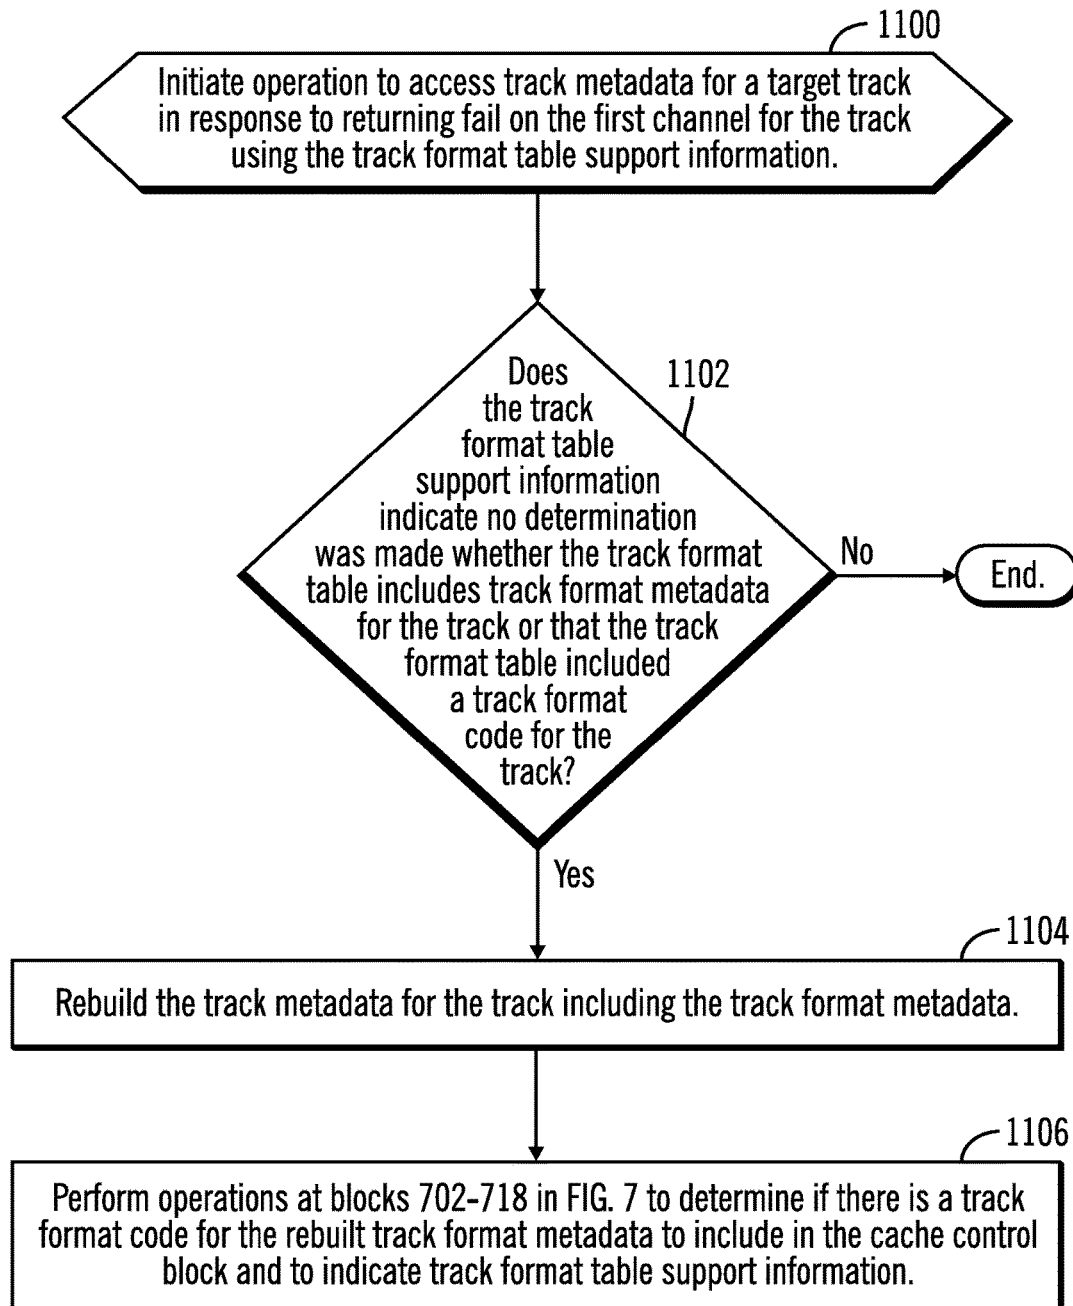 1100
Initiate operation to access track metadata for a target track
in response to returning fail on the first channel for the track
using the track format table support information.
1102
Does
the track
format table
support information
indicate no determination
was made whether the track format
table includes track format metadata
for the track or that the track
format table included
a track format
code for the
track?
No
End.
Yes
1104
Rebuild the track metadata for the track including the track format metadata.
1106
Perform operations at blocks 702-718 in FIG. 7 to determine if there is a track
format code for the rebuilt track format metadata to include in the cache control
block and to indicate track format table support information.